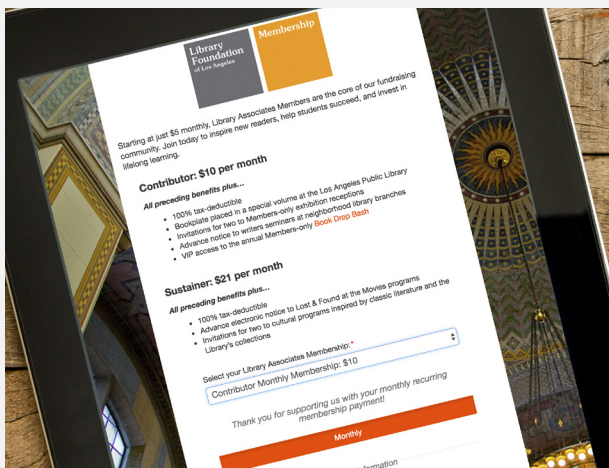 Library
Foundation
of Los Angeles
Membership
Starting at just $5 monthly, Library Associates Members are the core of our fundraising
community. Join today to inspire new readers, help students succeed, and invest in
lifelong learning.
Contributor: $10 per month
All preceding benefits plus...
• 100% tax-deductible
• Bookplate placed in a special volume at the Los Angeles Public Library
• Invitations for two to Members-only exhibition receptions
• Advance notice to writers seminars at neighborhood library branches
• VIP access to the annual Members-only Book Drop Bash
Sustainer: $21 per month
All preceding benefits plus...
• 100% tax-deductible
• Advance electronic notice to Lost & Found at the Movies programs
• Invitations for two to cultural programs inspired by classic literature and the
Library's collections
Select your Library Associates Membership:*
Contributor Monthly Membership: $10
Thank you for supporting us with your monthly recurring
membership payment!
Monthly